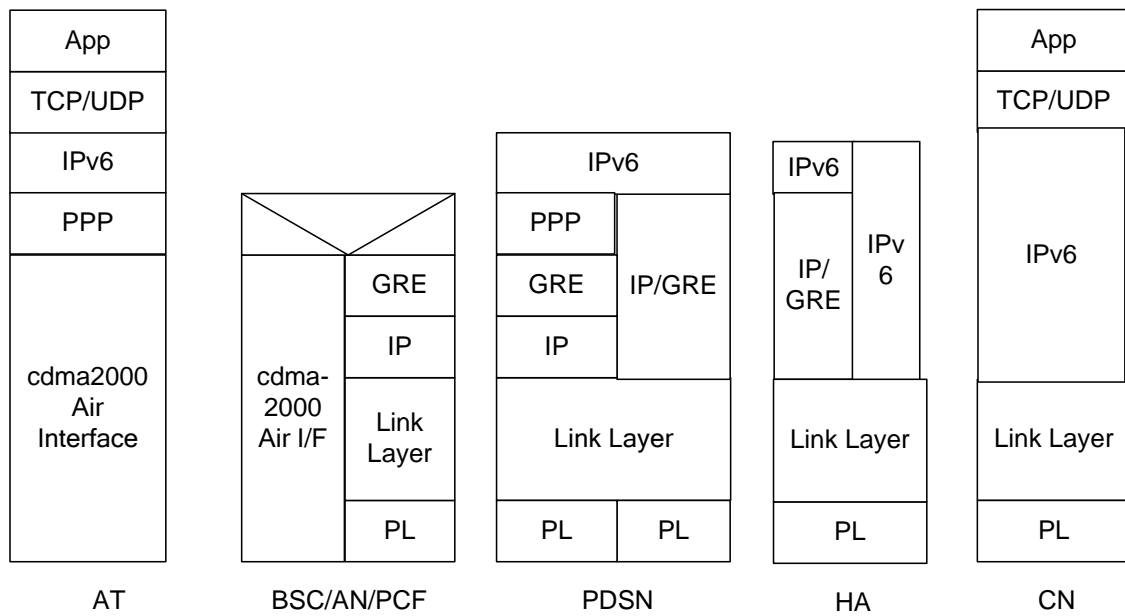 App
TCP/UDP
IPv6
PPP
cdma2000
Air
Interface
AT
cdma-
2000
Air I/F
GRE
IP
Link
Layer
PL
BSC/AN/PCF
IPv6
PPP
GRE
IP
IP/GRE
Link Layer
PL
PL
PDSN
IPv6
IP/
GRE
IPv
6
Link Layer
PL
HA
App
TCP/UDP
IPv6
Link Layer
PL
CN